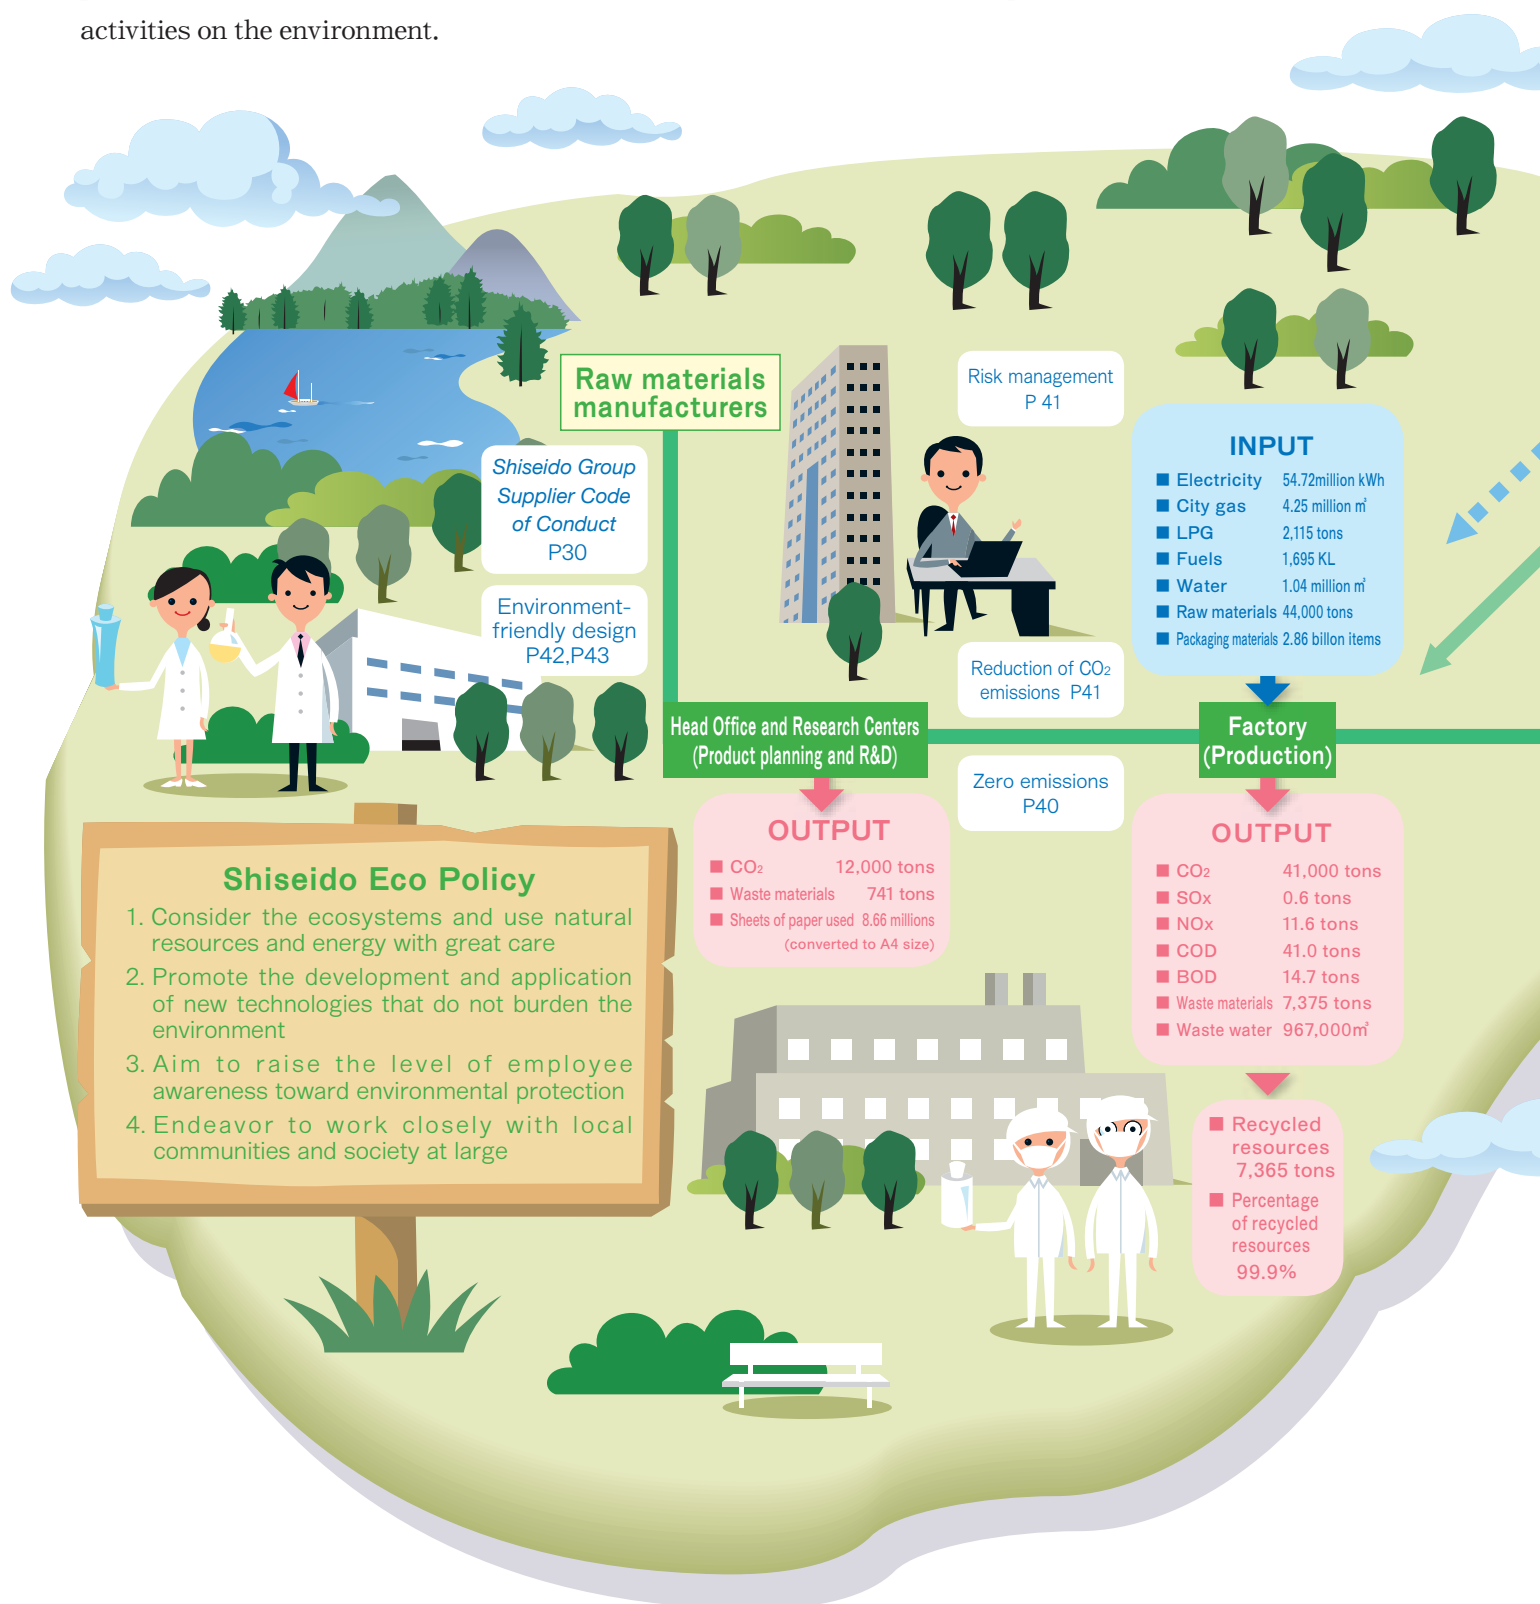 activities on the environment.
Raw materials
manufacturers
Shiseido Group
Supplier Code
of Conduct
P30
Environment-
friendly design
P42,P43
Risk management
P 41
Reduction of CO2
emissions P41
Zero emissions
P40
Head Office and Research Centers
(Product planning and R&D)
OUTPUT
■ CO2 12,000 tons
■ Waste materials 741 tons
■ Sheets of paper used 8.66 millions
(converted to A4 size)
INPUT
■ Electricity 54.72million kWh
■ City gas 4.25 million ㎥
■ LPG 2,115 tons
■ Fuels 1,695 KL
■ Water 1.04 million ㎥
■ Raw materials 44,000 tons
■ Packaging materials 2.86 billon items
Factory
(Production)
OUTPUT
■ CO2 41,000 tons
■ SOx 0.6 tons
■ NOx 11.6 tons
■ COD 41.0 tons
■ BOD 14.7 tons
■ Waste materials 7,375 tons
■ Waste water 967,000㎥
■ Recycled
resources
7,365 tons
■ Percentage
of recycled
resources
99.9%
Shiseido Eco Policy
1. Consider the ecosystems and use natural
resources and energy with great care
2. Promote the development and application
of new technologies that do not burden the
environment
3. Aim to raise the level of employee
awareness toward environmental protection
4. Endeavor to work closely with local
communities and society at large